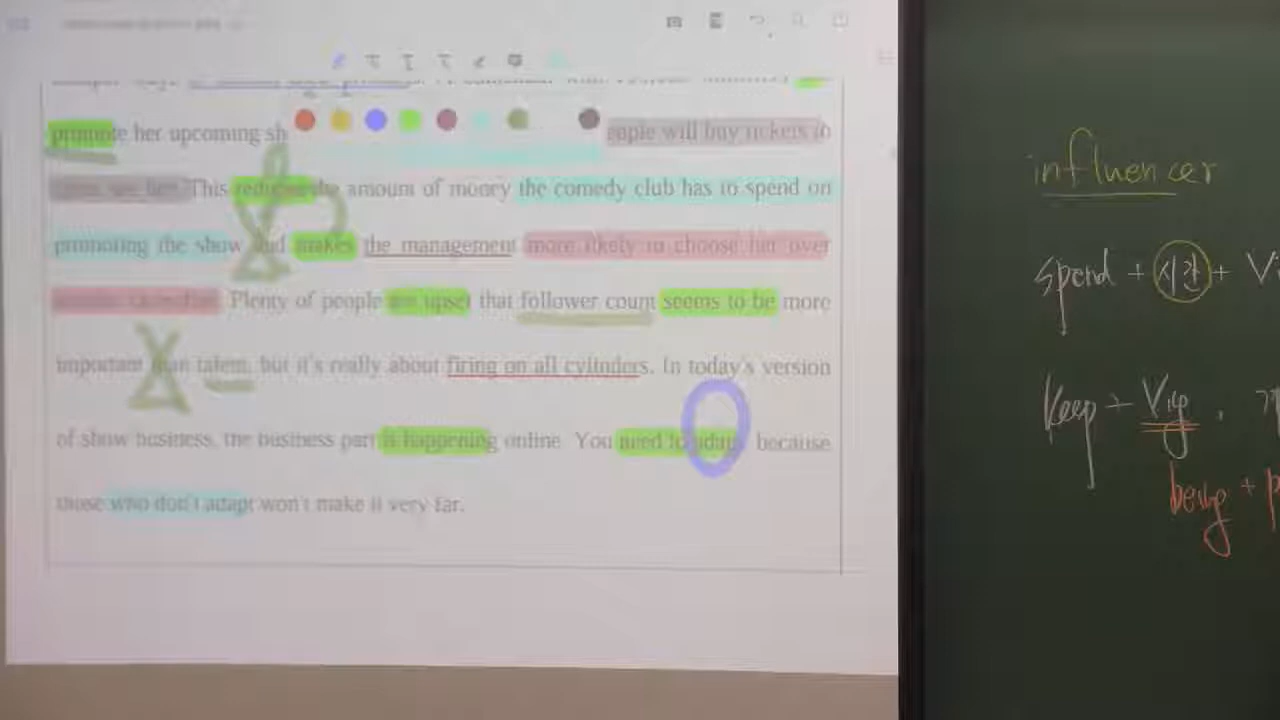 promote her upcoming sh people will buy tickets to
This reduces the amount of money the comedy club has to spend on
promoting the show and makes the management more likely to choose her over
Plenty of people are upset that follower count seems to be more
important than talent, but it's really about firing on all cylinders. In today's version
of show business, the business part is happening online. You need to adapt, because
those who don't adapt won't make it very far.
influencer
spend + 시간 +
keep + Ving
being +